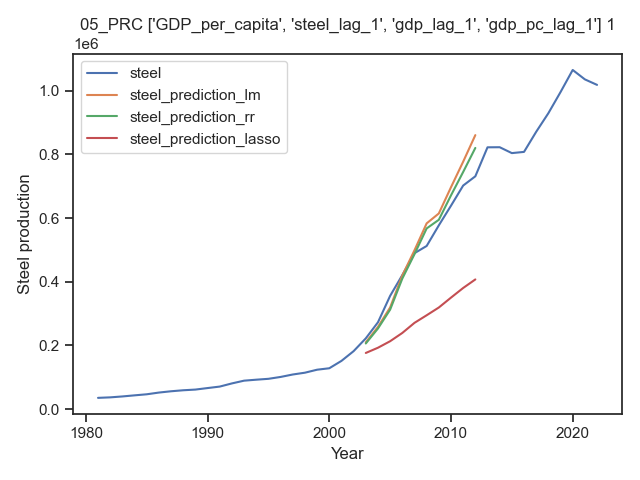 05_PRC ['GDP_per_capita', 'steel_lag_1', 'gdp_lag_1', 'gdp_pc_lag_1'] 1
1e6
steel
steel_prediction_lm
steel_prediction_rr
steel_prediction_lasso
1.0
0.8
0.6
0.4
0.2
0.0
Steel production
1980
1990
2000
2010
2020
Year